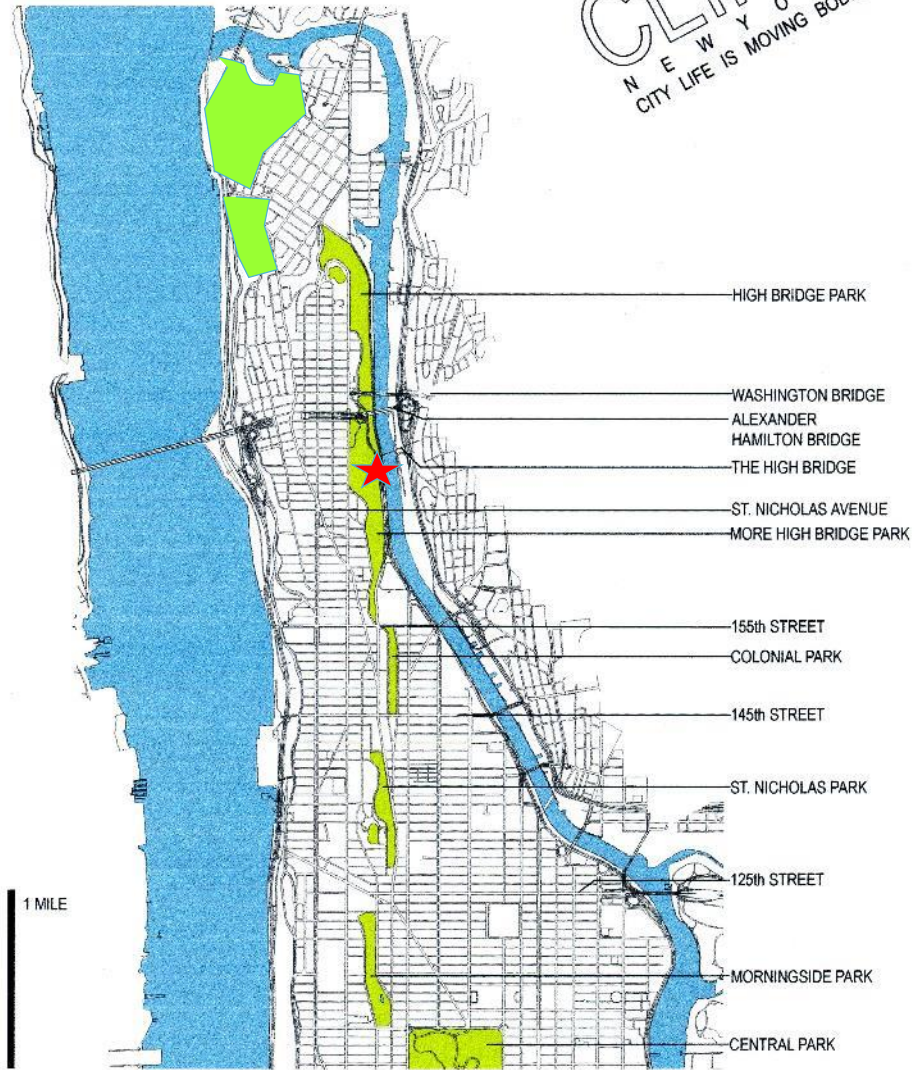 N E W Y O
CITY LIFE IS MOVING
HIGH BRIDGE PARK
WASHINGTON BRIDGE
ALEXANDER
HAMILTON BRIDGE
THE HIGH BRIDGE
ST. NICHOLAS AVENUE
MORE HIGH BRIDGE PARK
155th STREET
COLONIAL PARK
145th STREET
ST. NICHOLAS PARK
125th STREET
1 MILE
MORNINGSIDE PARK
CENTRAL PARK